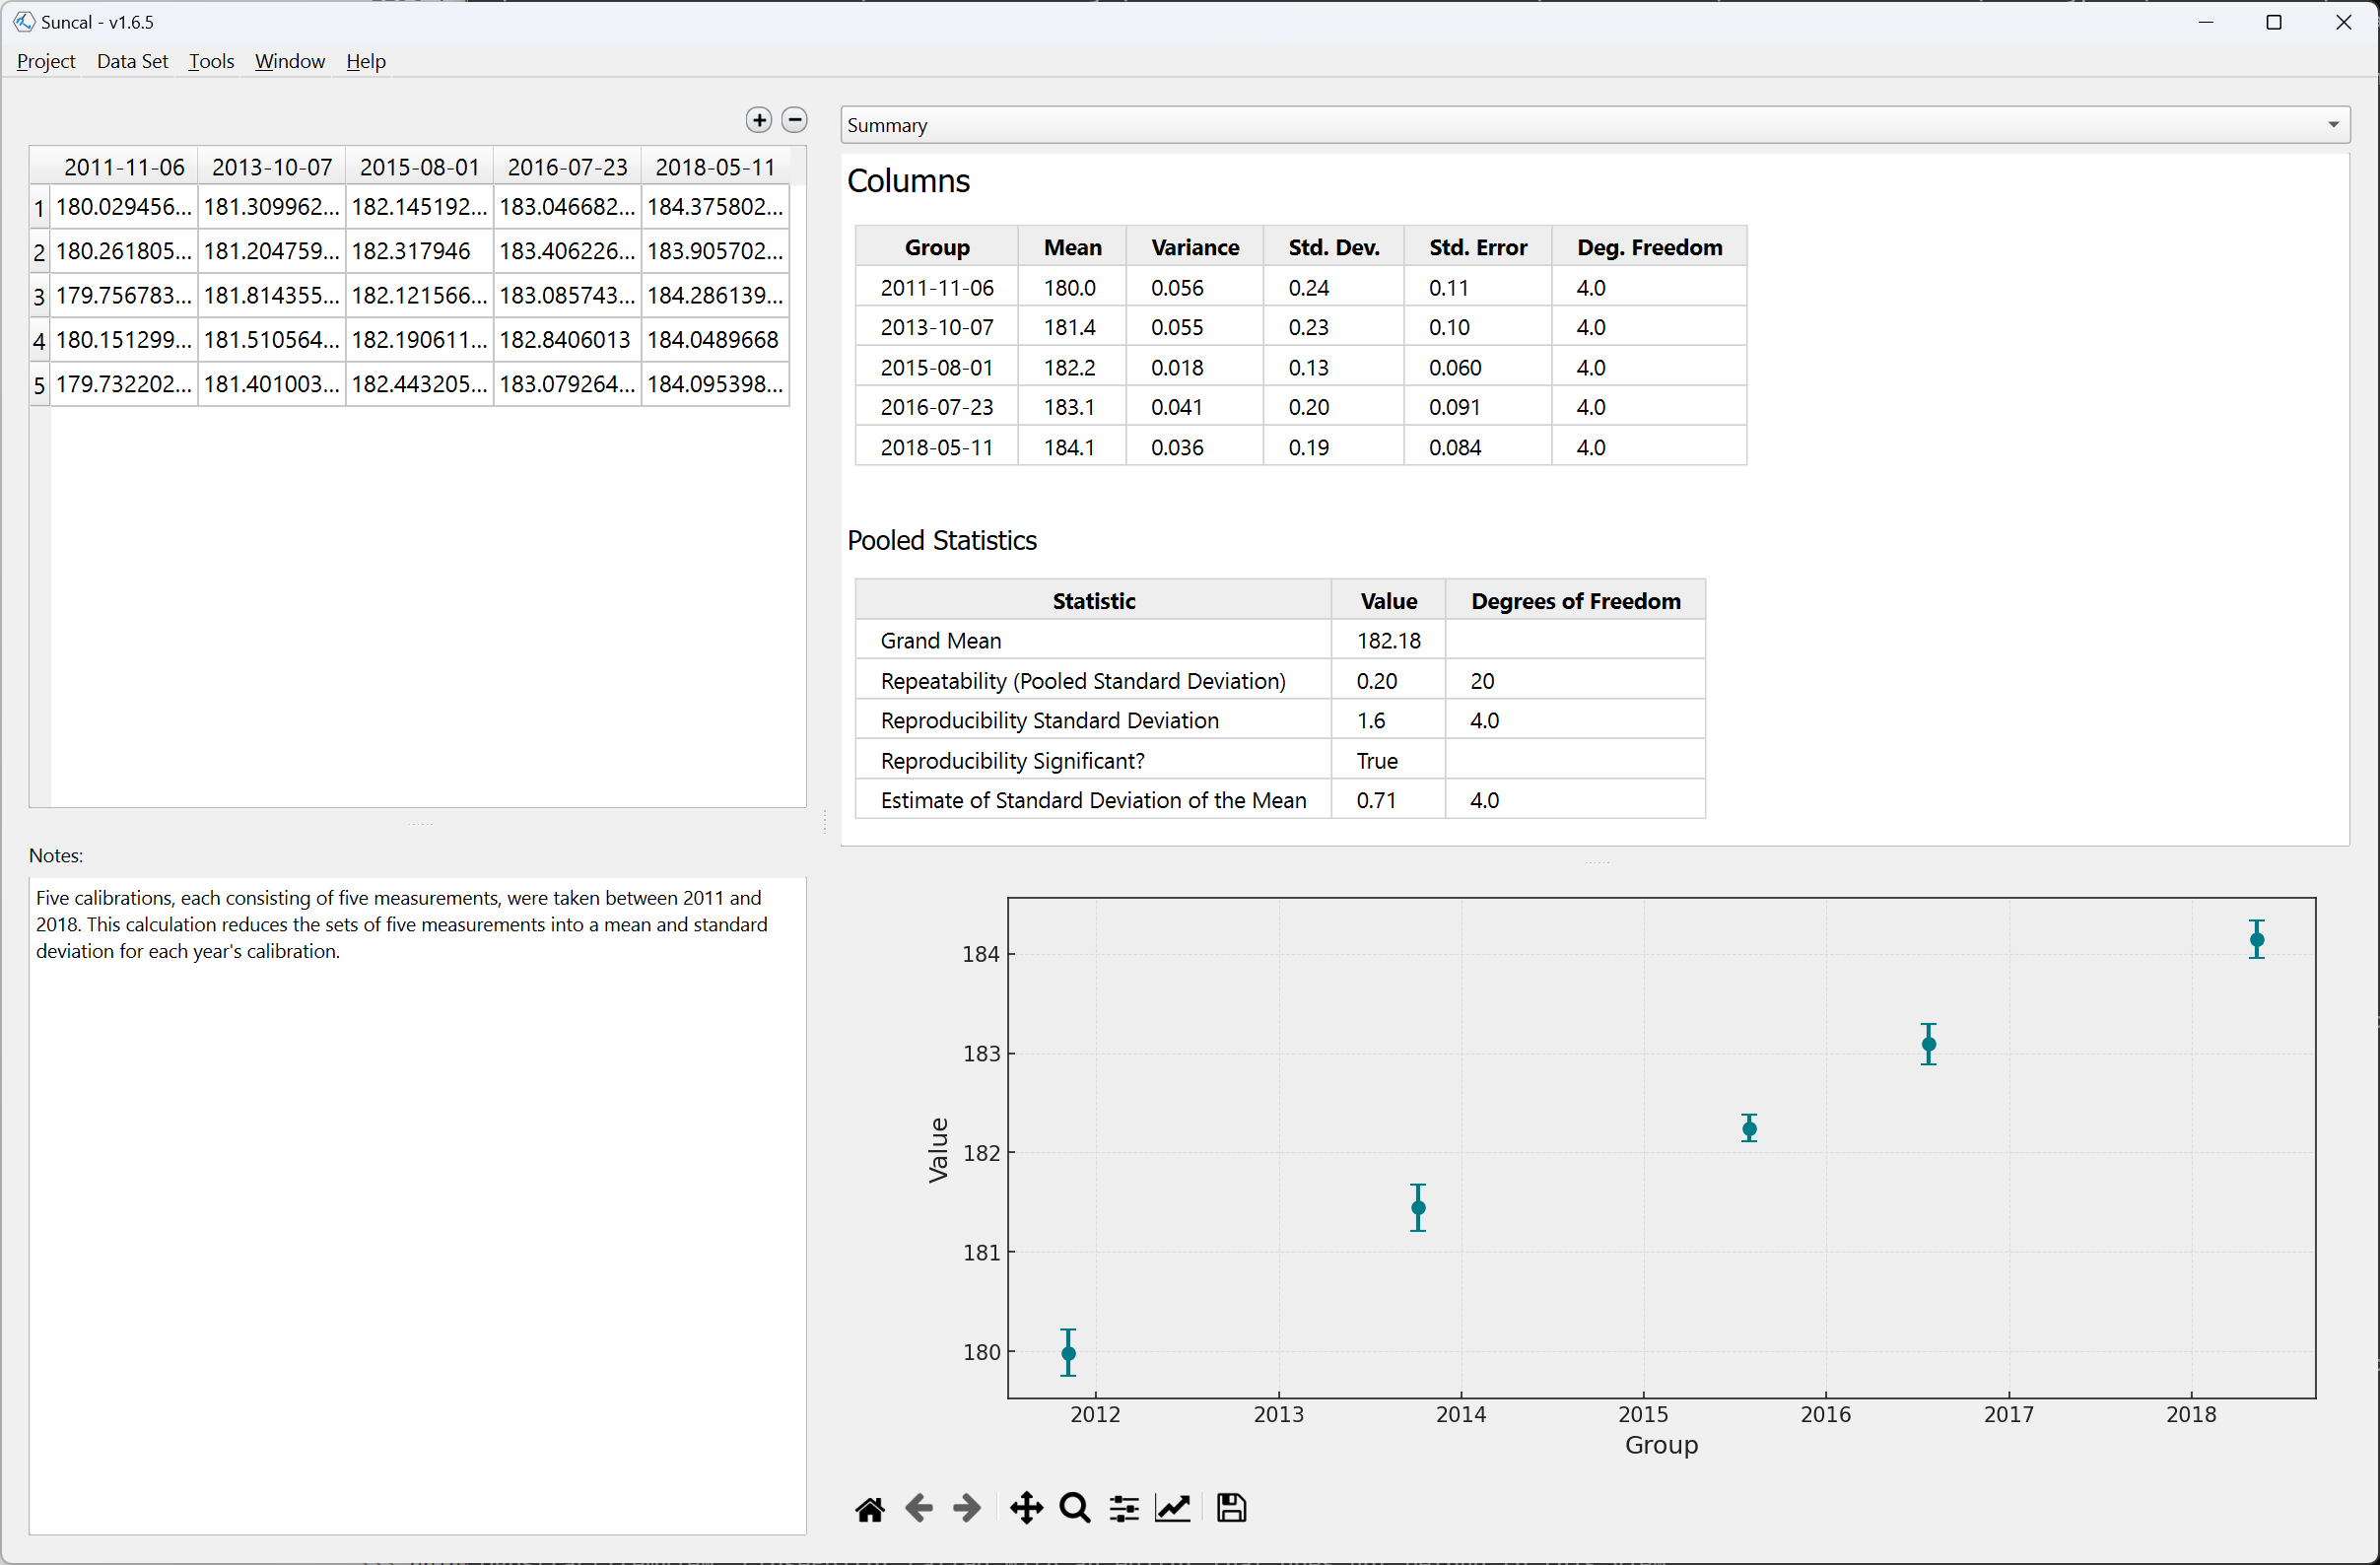 Suncal - v1.6.5
Project Data Set Tools Window Help
2011-11-06 2013-10-07 2015-08-01 2016-07-23 2018-05-11
1 180.029456... 181.309962... 182.145192... 183.046682... 184.375802...
2 180.261805... 181.204759... 182.317946 183.406226... 183.905702...
3 179.756783... 181.814355... 182.121566... 183.085743... 184.286139...
4 180.151299... 181.510564... 182.190611... 182.8406013 184.0489668
5 179.732202... 181.401003... 182.443205... 183.079264... 184.095398...
Notes:
Five calibrations, each consisting of five measurements, were taken between 2011 and
2018. This calculation reduces the sets of five measurements into a mean and standard
deviation for each year's calibration.
Summary
Columns
Group Mean Variance Std. Dev. Std. Error Deg. Freedom
2011-11-06 180.0 0.056 0.24 0.11 4.0
2013-10-07 181.4 0.055 0.23 0.10 4.0
2015-08-01 182.2 0.018 0.13 0.060 4.0
2016-07-23 183.1 0.041 0.20 0.091 4.0
2018-05-11 184.1 0.036 0.19 0.084 4.0
Pooled Statistics
Statistic Value Degrees of Freedom
Grand Mean 182.18
Repeatability (Pooled Standard Deviation) 0.20 20
Reproducibility Standard Deviation 1.6 4.0
Reproducibility Significant? True
Estimate of Standard Deviation of the Mean 0.71 4.0
184
183
182
181
180
Value
2012 2013 2014 2015 2016 2017 2018
Group